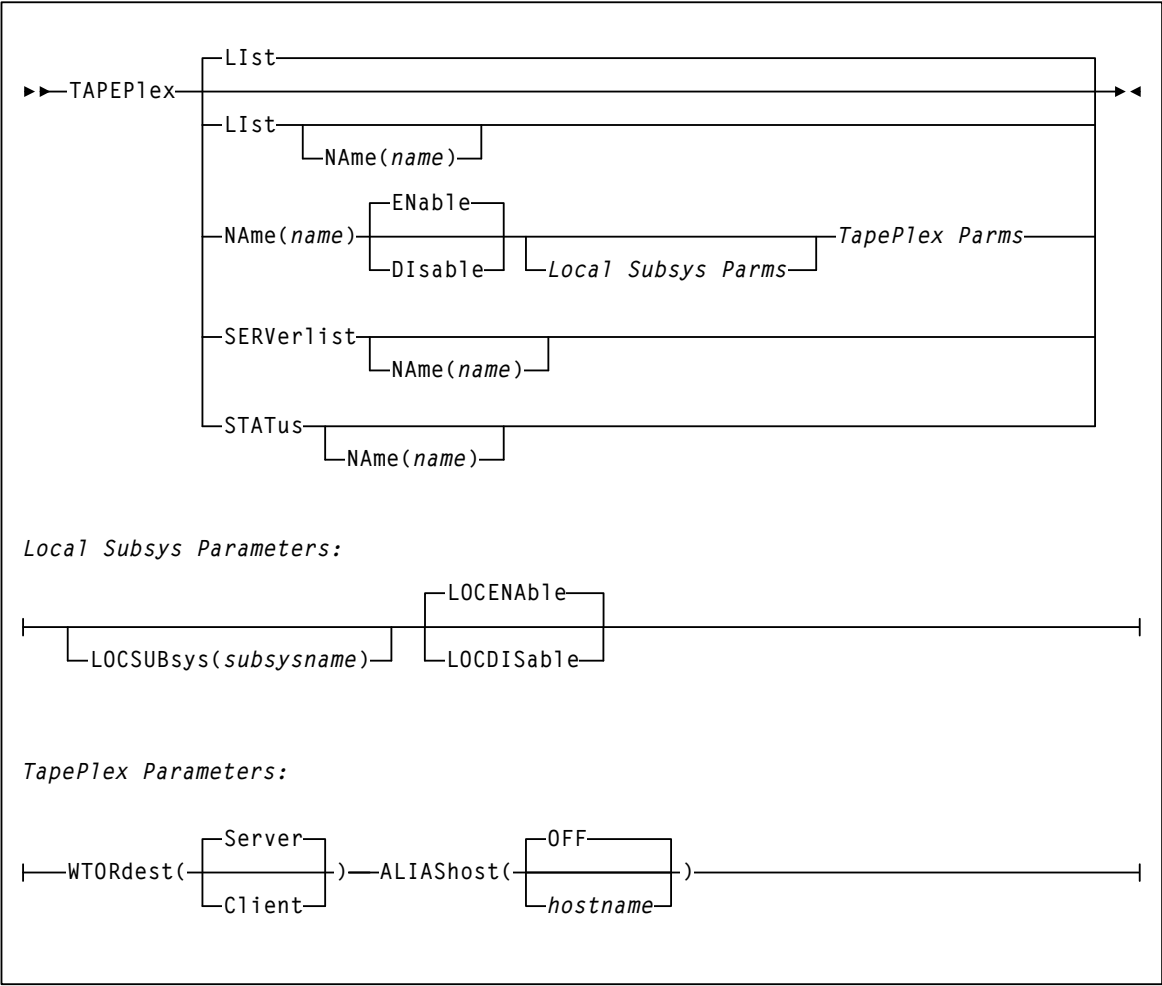 LIst
TAPEPlex
LIst
NAme(name)
ENable
NAme(name) TapePlex Parms
DIsable Local Subsys Parms
SERVerlist
NAme(name)
STATus
NAme(name)
Local Subsys Parameters:
LOCENAble
LOCSUBsys(subsysname) LOCDISable
TapePlex Parameters:
Server OFF
WTORdest( ) ALIAShost( )
Client hostname